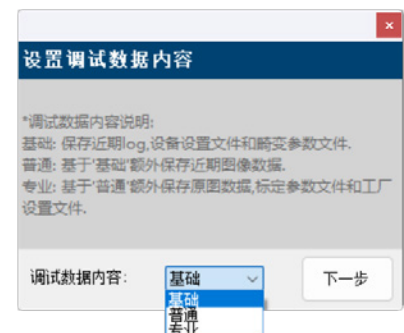 设置调试数据内容
*调试数据内容说明:
基础: 保存近期log,设备设置文件和畸变参数文件.
普通: 基于'基础'额外保存近期图像数据.
专业: 基于'普通'额外保存原图数据,标定参数文件和工厂
设置文件.
调试数据内容: 基础 下一步
基础
普通
专业